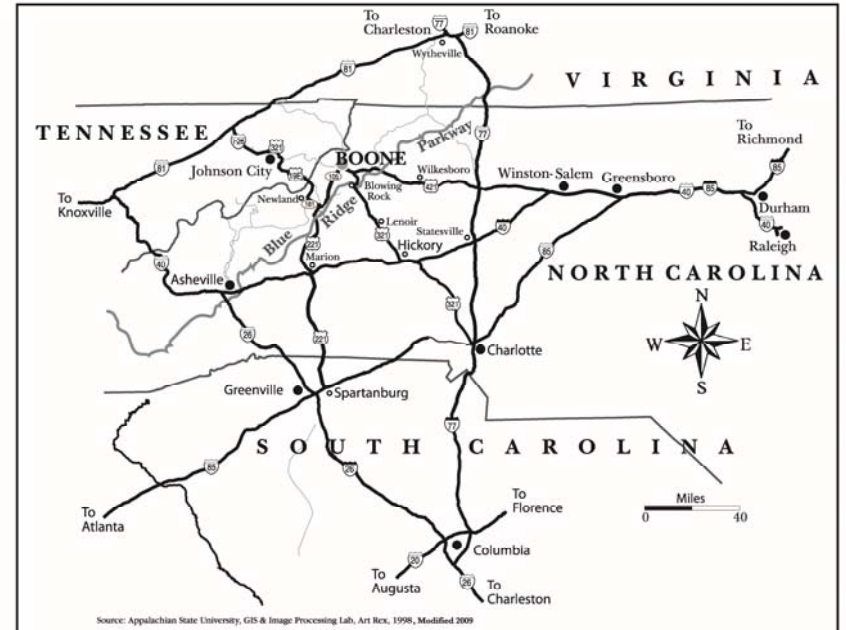 To
Charleston
77
81
To
Roanoke
Wytheville
81
V I R G I N I A
TENNESSEE
Parkway
77
To
Richmond
321
BOONE
Johnson City
81
105
Wilkesboro
421
Winston-Salem
Greensboro
85
Blowing
Rock
Newland
181
40
85
To
Knoxville
Durham
Blue
Ridge
Lenoir
321
Statesville
40
40
Raleigh
221
Hickory
85
Marion
40
Asheville
NORTH CAROLINA
N
W
E
S
321
26
221
Charlotte
Greenville
Spartanburg
77
S O U T H C A R O L I N A
85
26
To
Atlanta
To
Florence
Miles
0
40
Columbia
20
To
Augusta
26
To
Charleston
Source: Appalachian State University, GIS & Image Processing Lab, Art Rex, 1998, Modified 2009